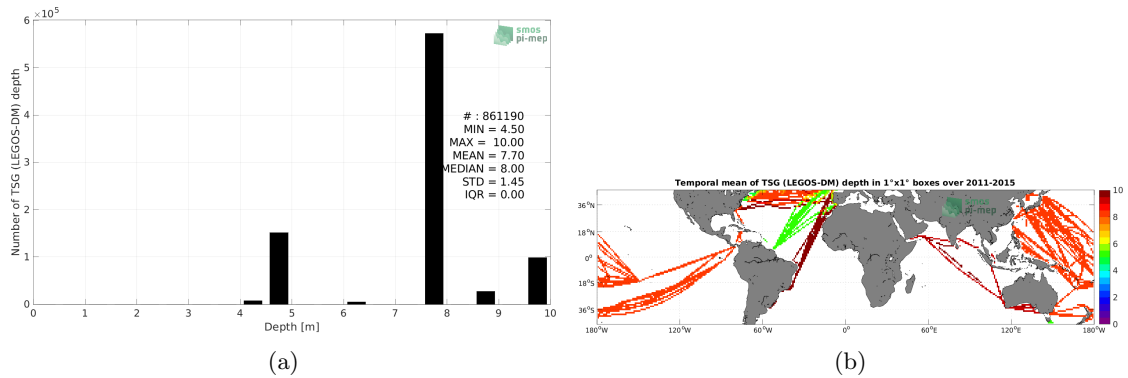 ×10⁵
6
5
4
3
2
1
0
Number of TSG (LEGOS-DM) depth
smos
pi-mep
# : 861190
MIN = 4.50
MAX = 10.00
MEAN = 7.70
MEDIAN = 8.00
STD = 1.45
IQR = 0.00
0 1 2 3 4 5 6 7 8 9 10
Depth [m]
(a)
Temporal mean of TSG (LEGOS-DM) depth in 1°x1° boxes over 2011-2015
smos
pi-mep
36°N
18°N
0°
18°S
36°S
180°W 120°W 60°W 0° 60°E 120°E 180°W
10
8
6
4
2
0
(b)